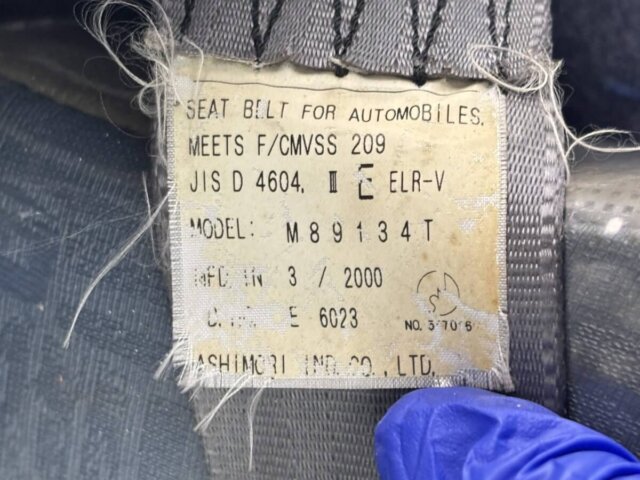 SEAT BELT FOR AUTOMOBILES.
MEETS F/CMVSS 209
JIS D 4604. Ⅲ E ELR-V
MODEL: M89134T
MFD. IN 3 / 2000
E 6023
NO.
ASHIMORI IND. CO., LTD.